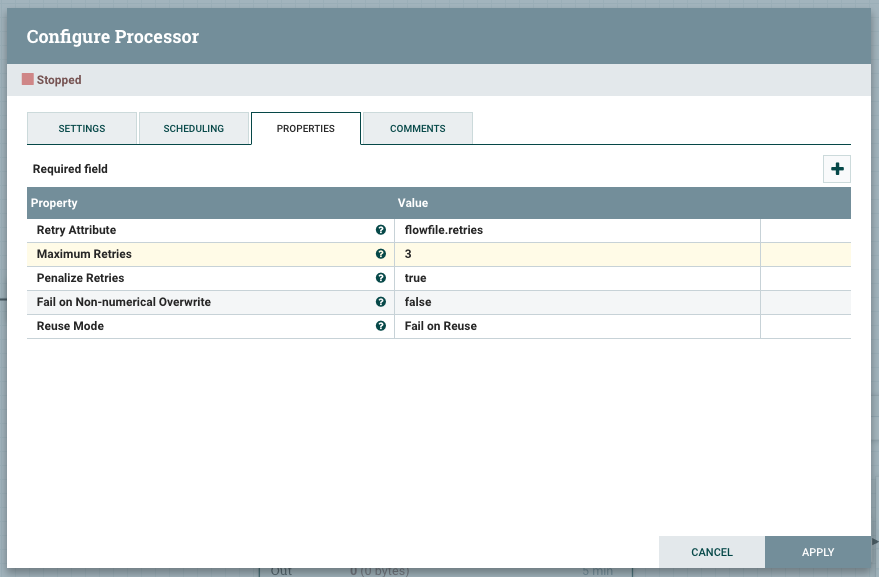 Configure Processor
Stopped
SETTINGS SCHEDULING PROPERTIES COMMENTS
Required field
Property Value
Retry Attribute flowfile.retries
Maximum Retries 3
Penalize Retries true
Fail on Non-numerical Overwrite false
Reuse Mode Fail on Reuse
CANCEL APPLY
Out 0 (0 bytes) 5 min